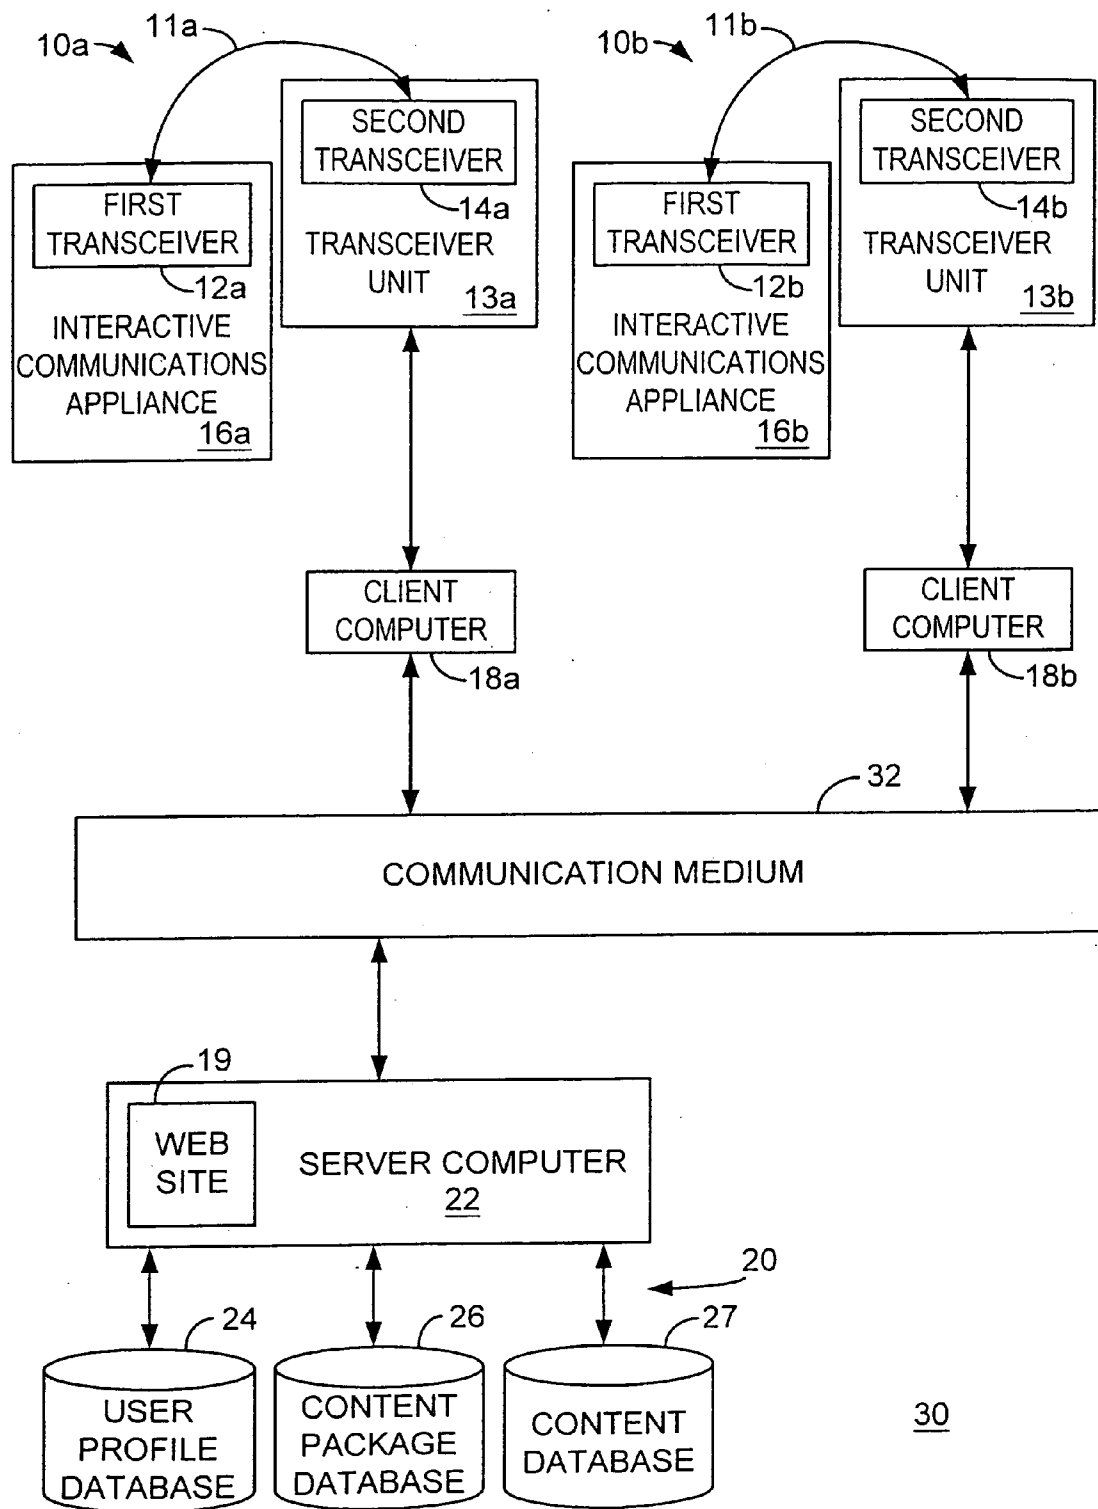 11a
10a
SECOND
TRANSCEIVER
14a
TRANSCEIVER
UNIT
13a
FIRST
TRANSCEIVER
12a
INTERACTIVE
COMMUNICATIONS
APPLIANCE
16a
11b
10b
SECOND
TRANSCEIVER
14b
TRANSCEIVER
UNIT
13b
FIRST
TRANSCEIVER
12b
INTERACTIVE
COMMUNICATIONS
APPLIANCE
16b
CLIENT
COMPUTER
18a
CLIENT
COMPUTER
18b
32
COMMUNICATION MEDIUM
19
WEB
SITE
SERVER COMPUTER
22
20
24
USER
PROFILE
DATABASE
26
CONTENT
PACKAGE
DATABASE
27
CONTENT
DATABASE
30